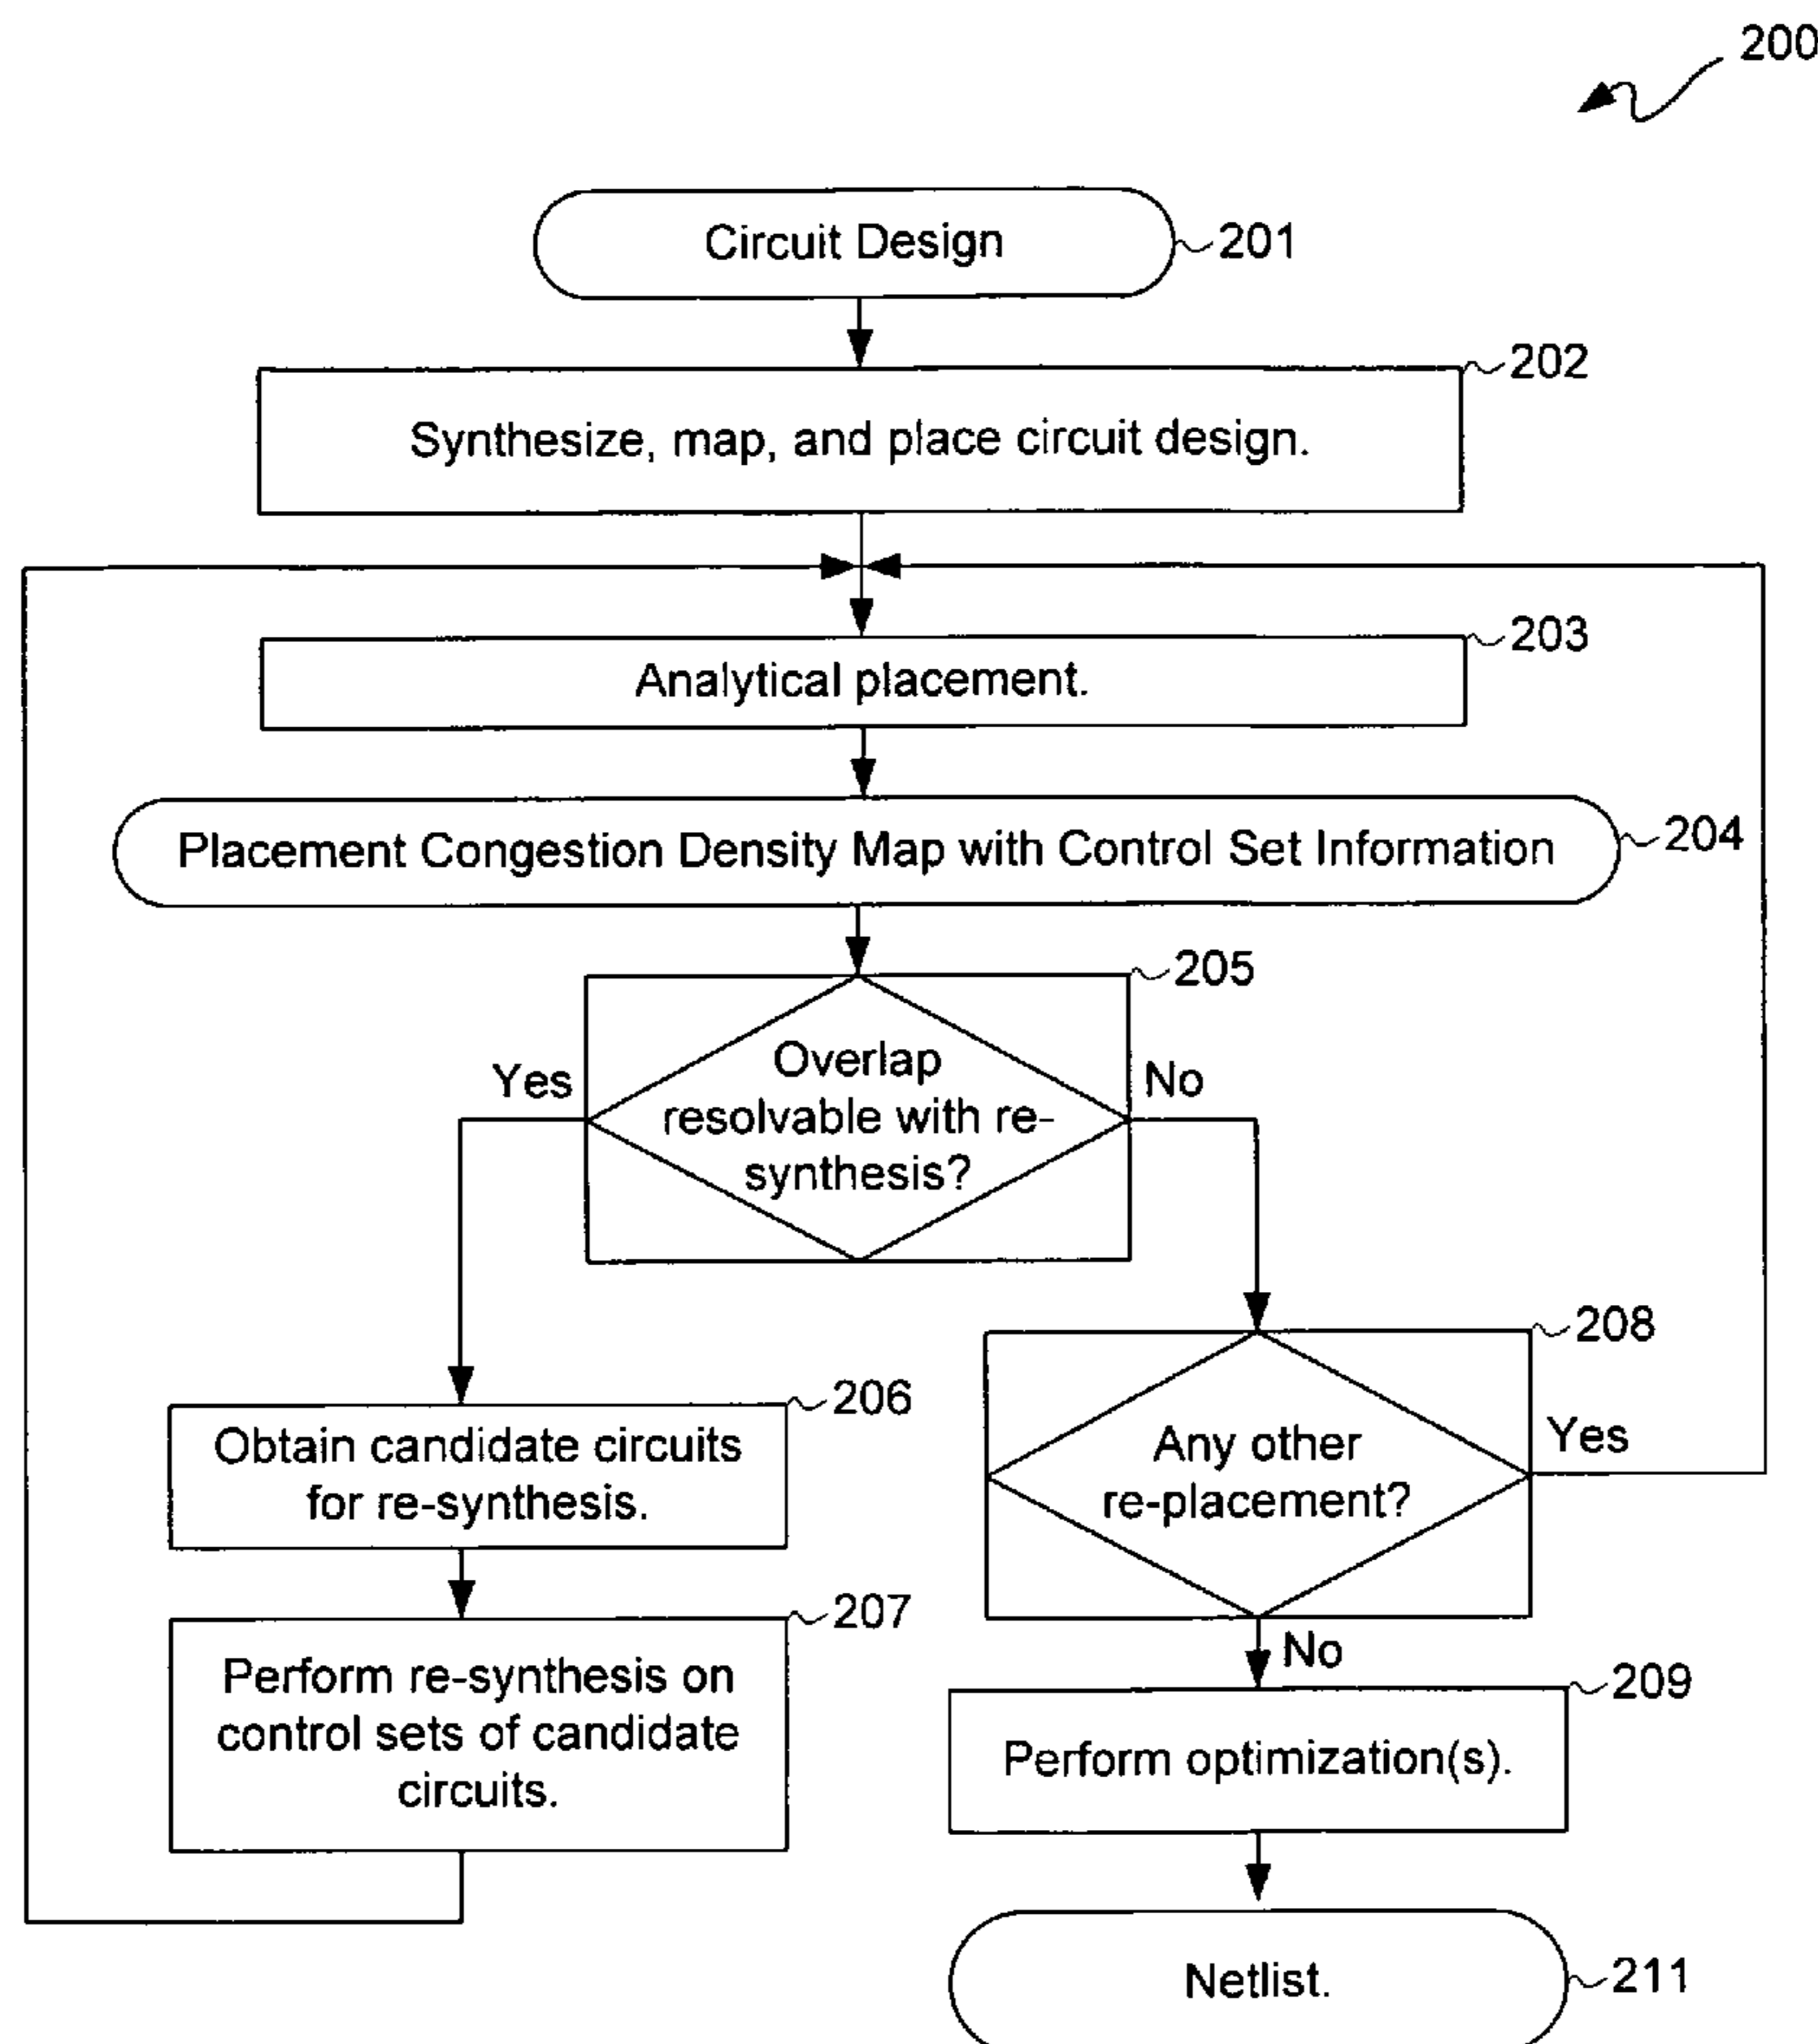 200
Circuit Design
201
202
Synthesize, map, and place circuit design.
203
Analytical placement.
Placement Congestion Density Map with Control Set Information
204
205
Yes
Overlap
resolvable with re-
synthesis?
No
208
206
Obtain candidate circuits
for re-synthesis.
Any other
re-placement?
Yes
207
Perform re-synthesis on
control sets of candidate
circuits.
No
209
Perform optimization(s).
Netlist.
211